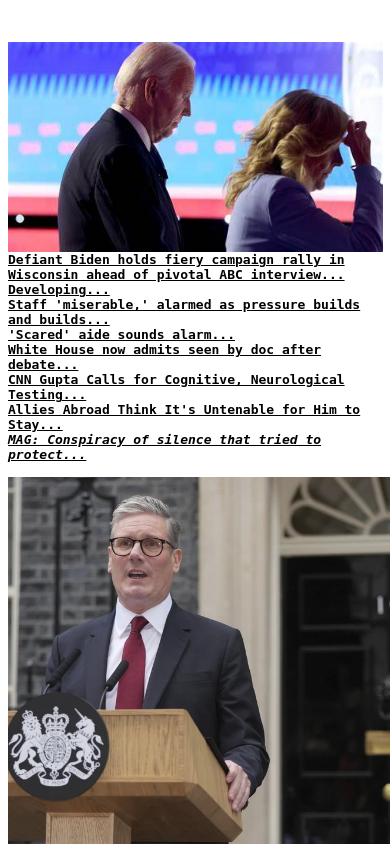 Defiant Biden holds fiery campaign rally in
Wisconsin ahead of pivotal ABC interview...
Developing...
Staff 'miserable,' alarmed as pressure builds
and builds...
'Scared' aide sounds alarm...
White House now admits seen by doc after
debate...
CNN Gupta Calls for Cognitive, Neurological
Testing...
Allies Abroad Think It's Untenable for Him to
Stay...
MAG: Conspiracy of silence that tried to
protect...